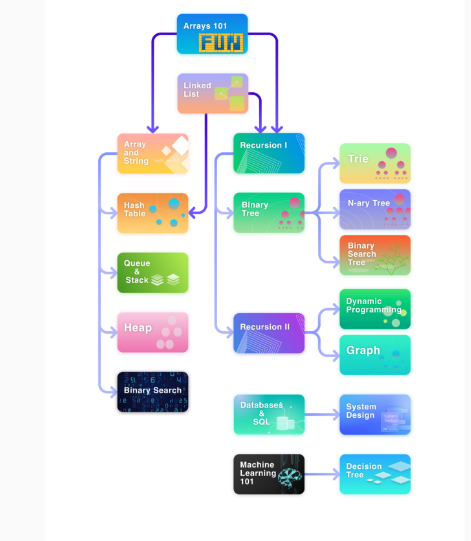 Arrays 101
FUN
Linked
List
Array
and
String
Recursion I
Trie
Hash
Table
Binary
Tree
N-ary Tree
Binary
Search
Tree
Queue
&
Stack
Heap
Recursion II
Dynamic
Programming
Graph
Binary Search
Databases
&
SQL
System
Design
Machine
Learning
101
Decision
Tree